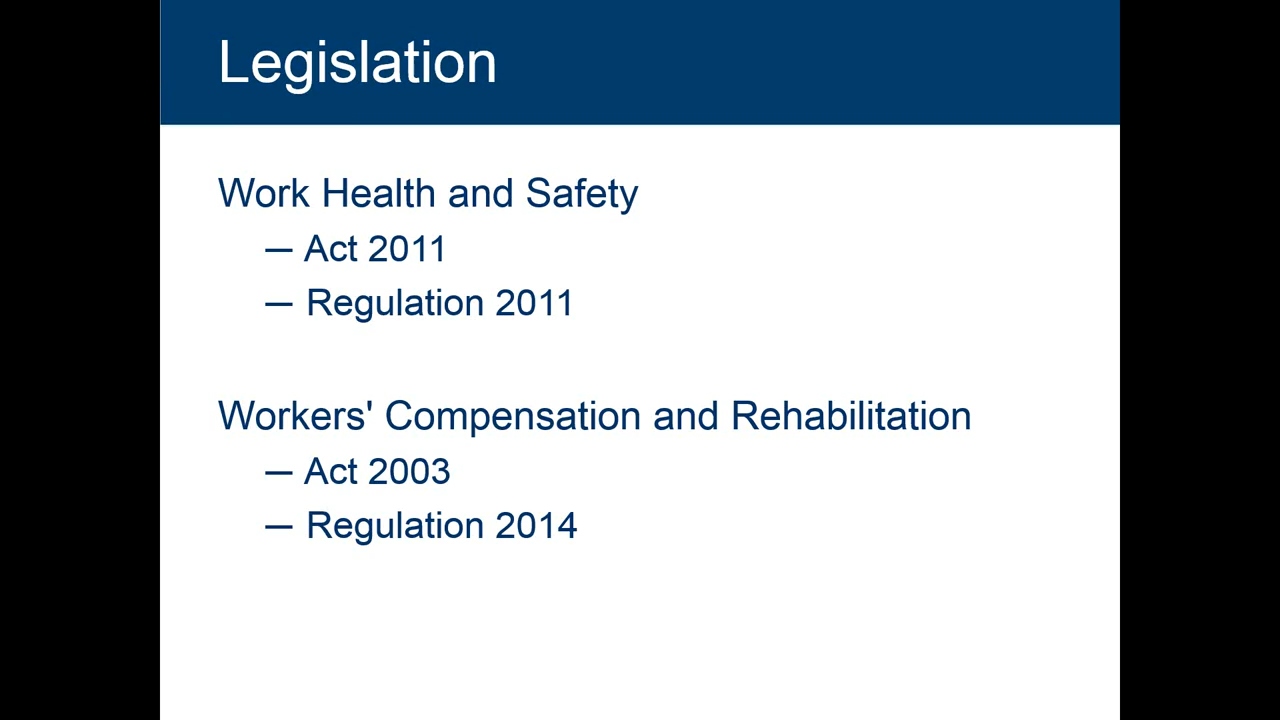 Legislation
Work Health and Safety
— Act 2011
— Regulation 2011
Workers' Compensation and Rehabilitation
— Act 2003
— Regulation 2014